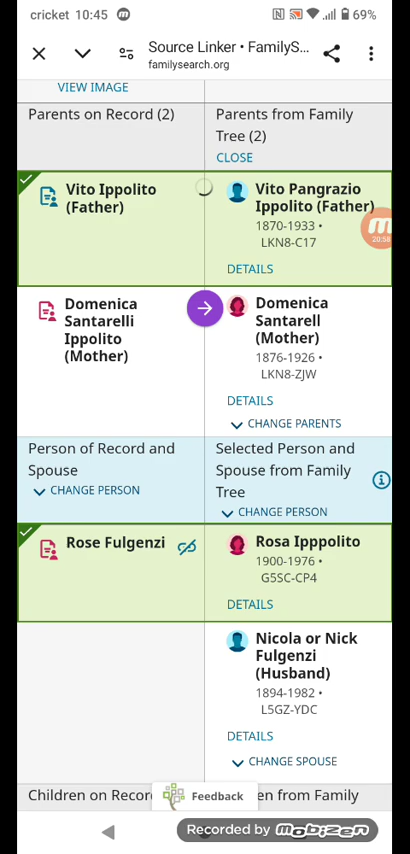 cricket 10:45
69%
Source Linker • FamilyS...
familysearch.org
VIEW IMAGE
Parents on Record (2)
Parents from Family
Tree (2)
CLOSE
Vito Ippolito
(Father)
Vito Pangrazio
Ippolito (Father)
1870-1933 •
LKN8-C17
20:58
DETAILS
Domenica
Santarelli
Ippolito
(Mother)
Domenica
Santarell
(Mother)
1876-1926 •
LKN8-ZJW
DETAILS
CHANGE PARENTS
Person of Record and
Spouse
CHANGE PERSON
Selected Person and
Spouse from Family
Tree
CHANGE PERSON
Rose Fulgenzi
Rosa Ipppolito
1900-1976 •
G5SC-CP4
DETAILS
Nicola or Nick
Fulgenzi
(Husband)
1894-1982 •
L5GZ-YDC
DETAILS
CHANGE SPOUSE
Children on Recor
en from Family
Feedback
Recorded by mobizen